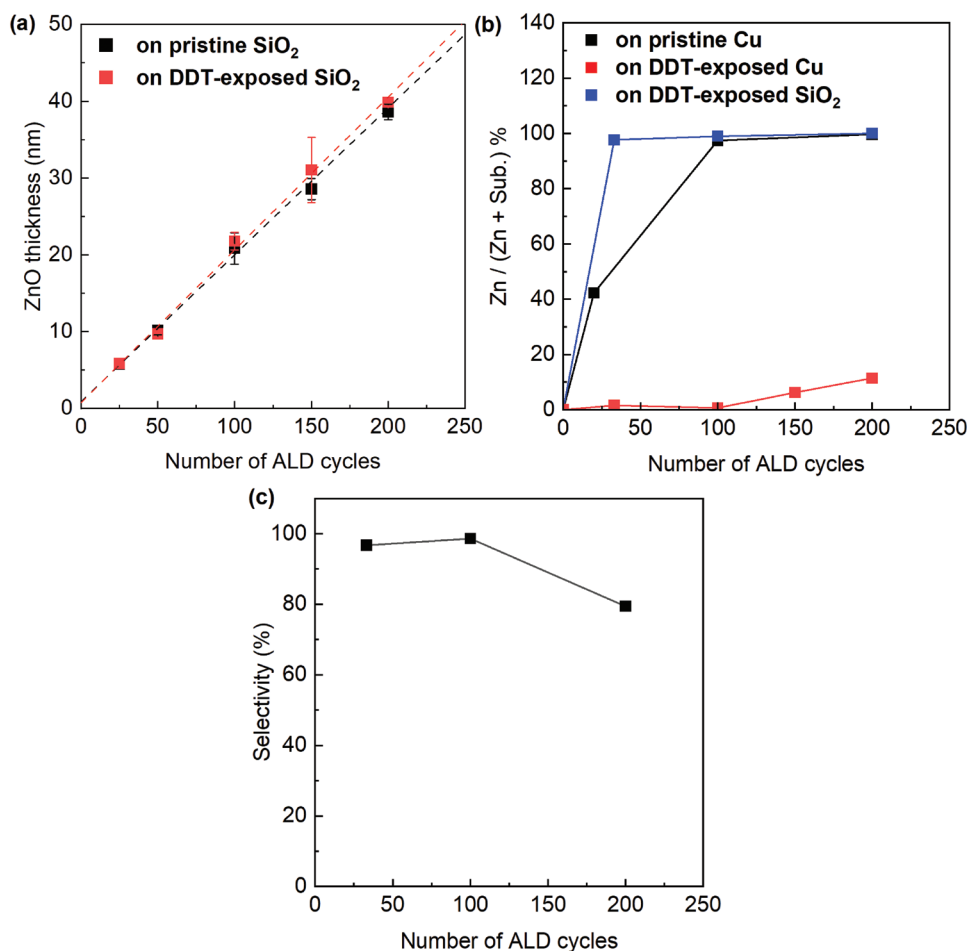 (a)
50
40
30
20
10
0
ZnO thickness (nm)
on pristine SiO₂
on DDT-exposed SiO₂
0 50 100 150 200 250
Number of ALD cycles
(b)
140
120
100
80
60
40
20
0
Zn / (Zn + Sub.) %
on pristine Cu
on DDT-exposed Cu
on DDT-exposed SiO₂
0 50 100 150 200 250
Number of ALD cycles
(c)
100
80
60
40
20
0
Selectivity (%)
0 50 100 150 200 250
Number of ALD cycles